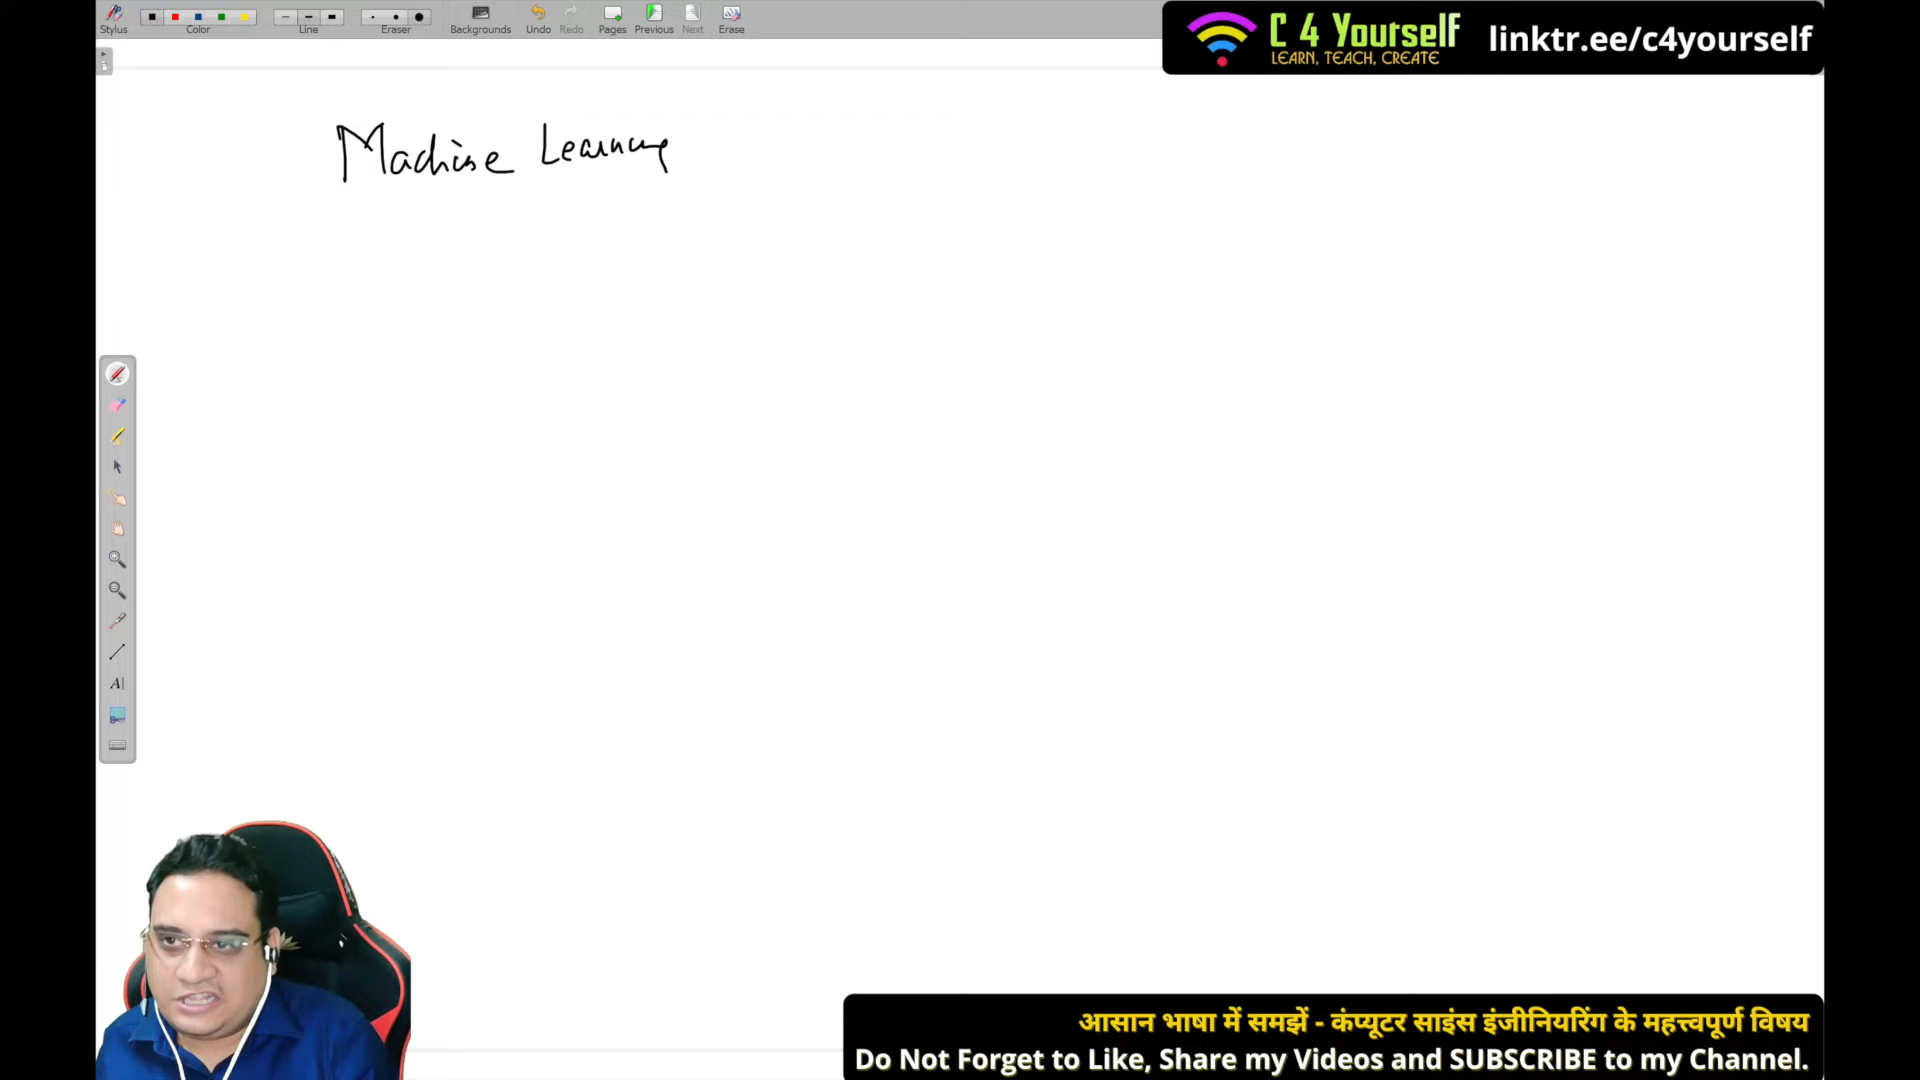 Stylus Color Line Eraser Backgrounds Undo Redo Pages Previous Next Erase
C 4 Yourself
LEARN, TEACH, CREATE
linktr.ee/c4yourself
Machine Learning
A
आसान भाषा में समझें - कंप्यूटर साइंस इंजीनियरिंग के महत्त्वपूर्ण विषय
Do Not Forget to Like, Share my Videos and SUBSCRIBE to my Channel.